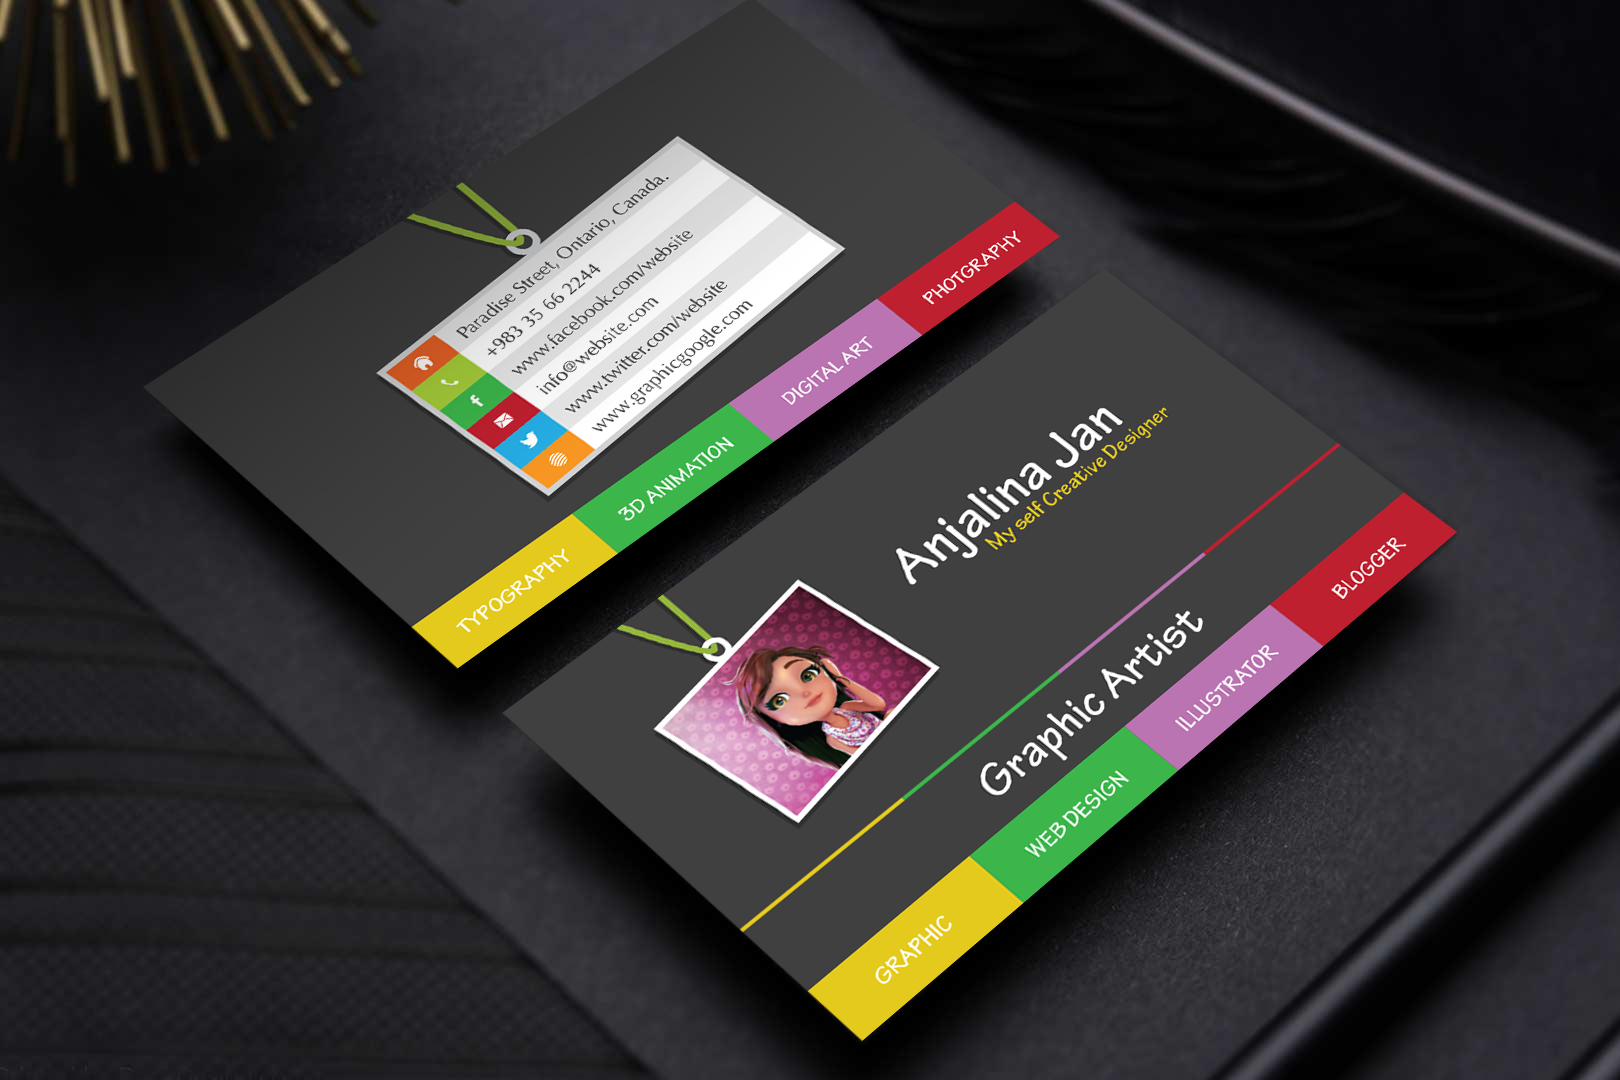 Paradise Street, Ontario, Canada.
+983 35 66 2244
www.facebook.com/website
info@website.com
www.twitter.com/website
www.graphicgoogle.com
TYPOGRAPHY
3D ANIMATION
DIGITAL ART
PHOTGRAPHY
Anjalina Jan
My self Creative Designer
Graphic Artist
GRAPHIC
WEB DESIGN
ILLUSTRATOR
BLOGGER